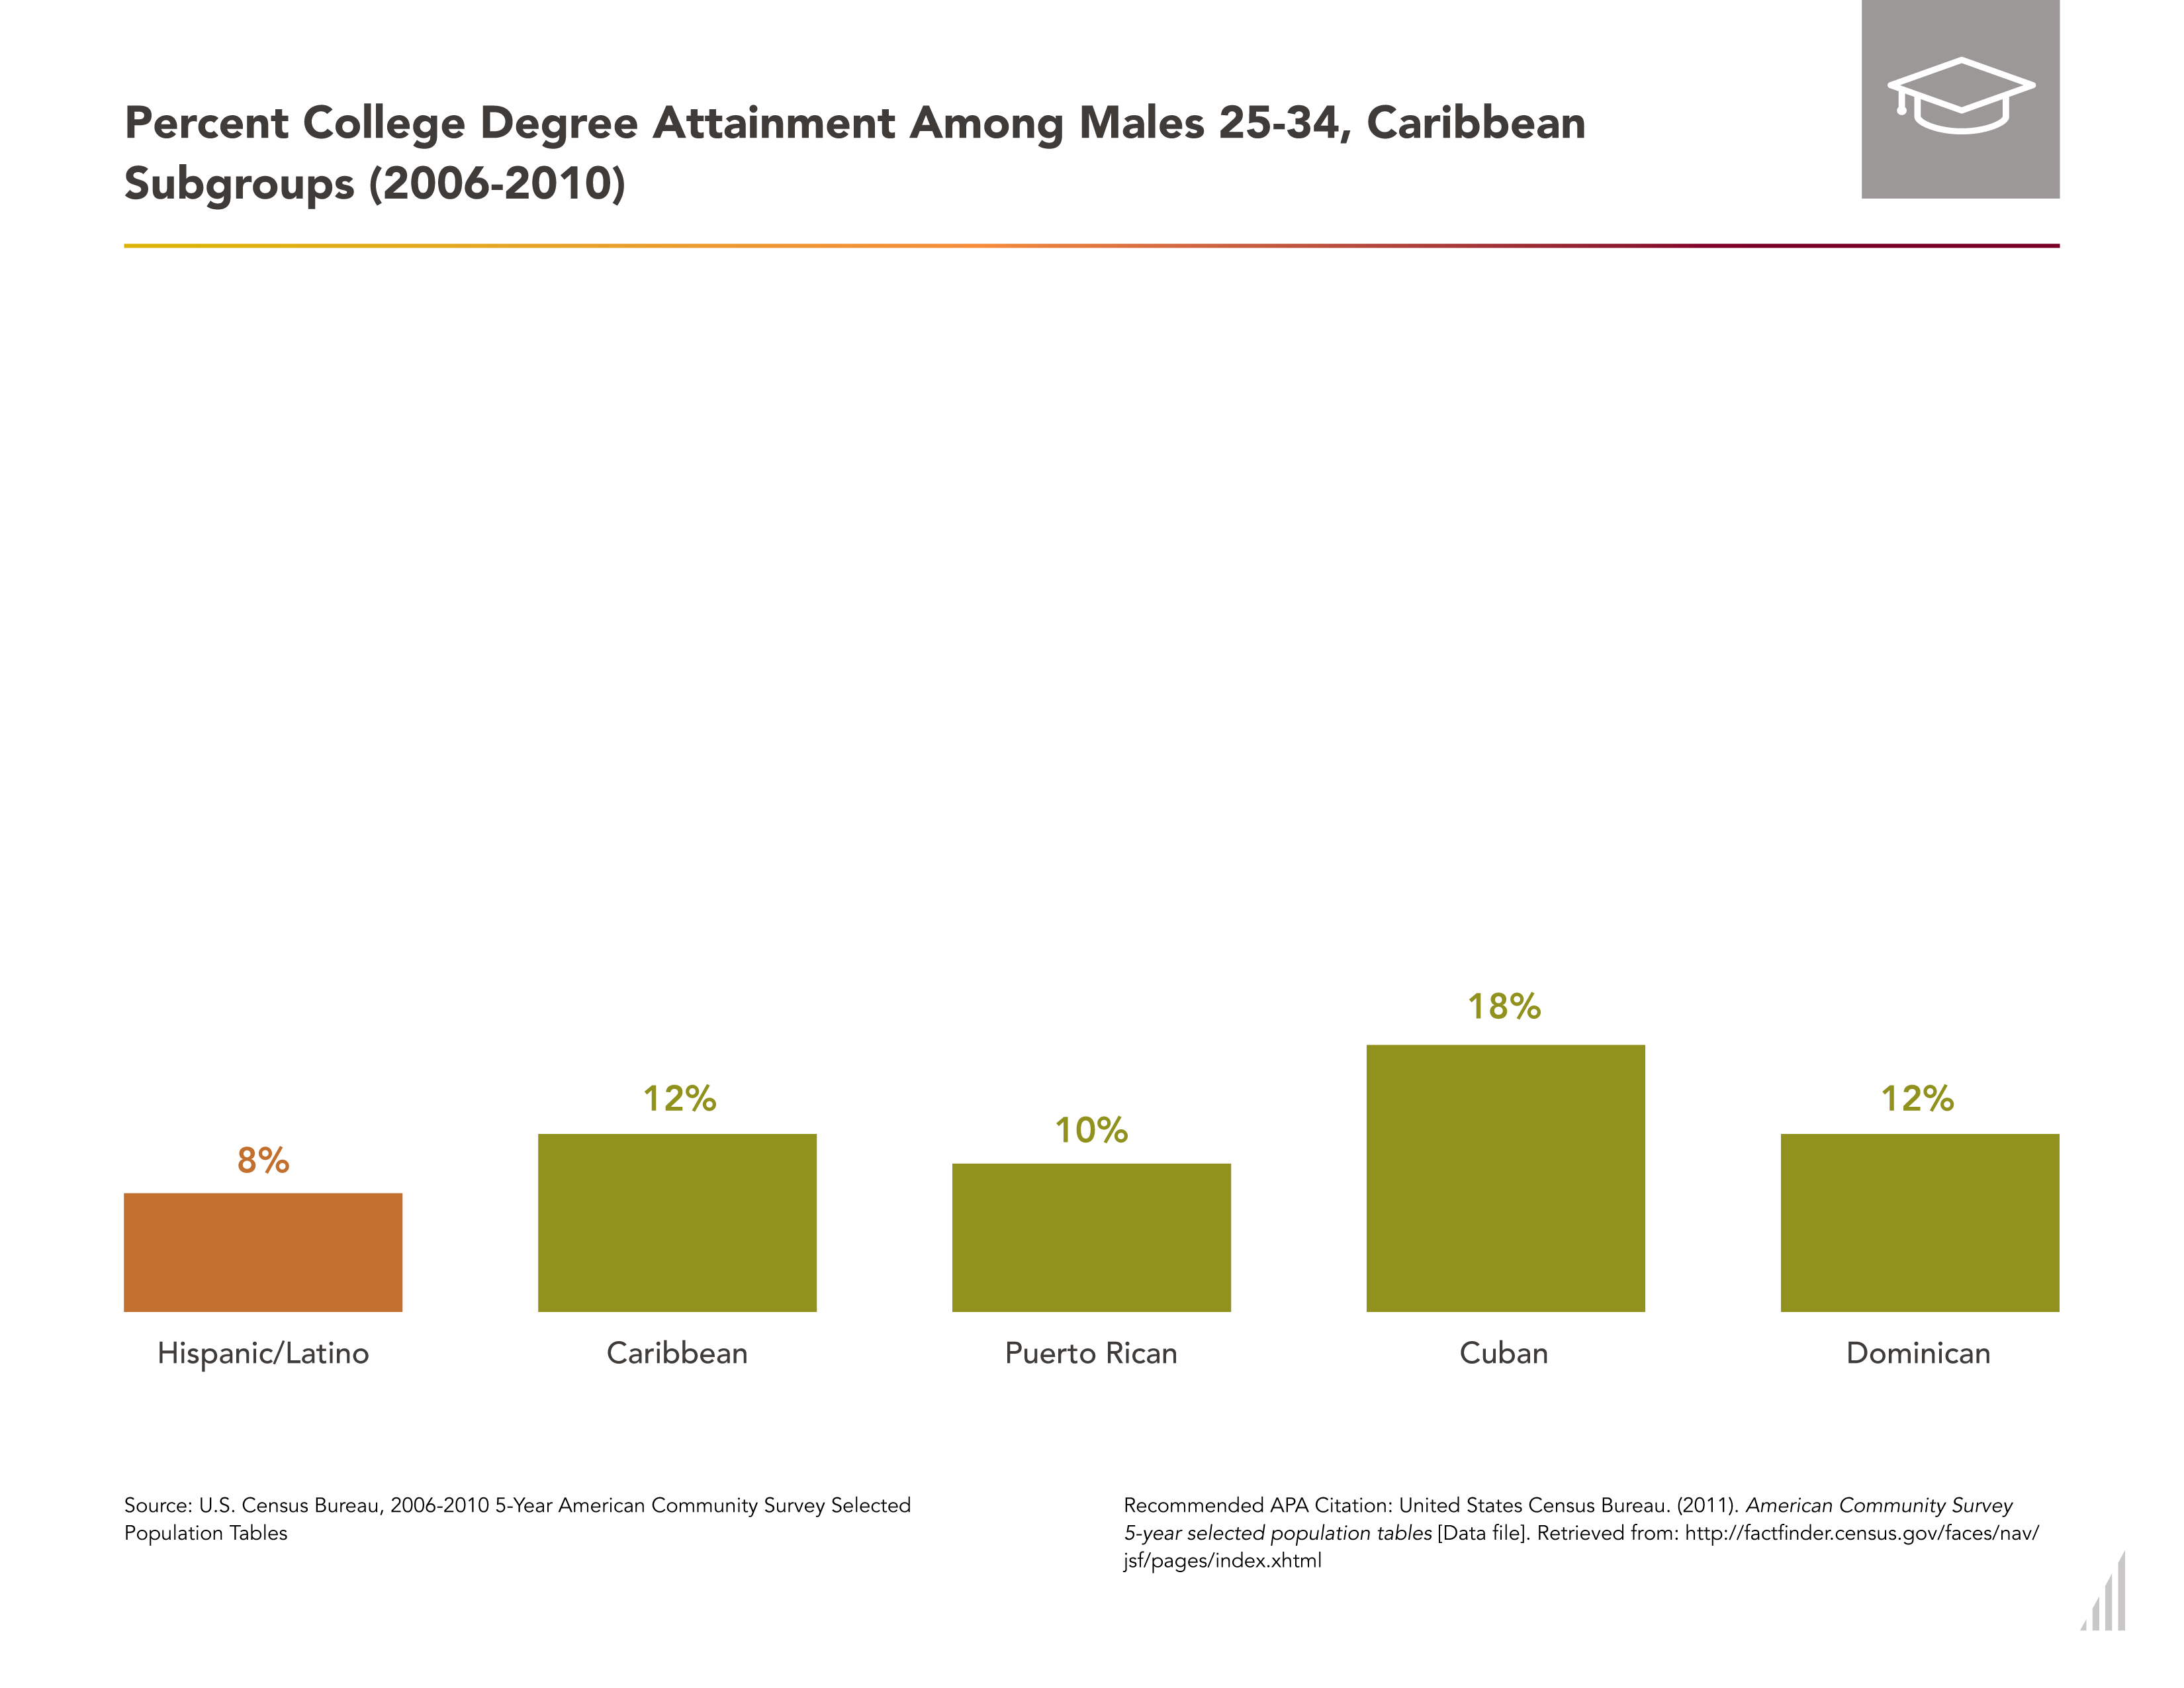 Percent College Degree Attainment Among Males 25-34, Caribbean
Subgroups (2006-2010)
8%
12%
10%
18%
12%
Hispanic/Latino
Caribbean
Puerto Rican
Cuban
Dominican
Source: U.S. Census Bureau, 2006-2010 5-Year American Community Survey Selected
Population Tables
Recommended APA Citation: United States Census Bureau. (2011). American Community Survey
5-year selected population tables [Data file]. Retrieved from: http://factfinder.census.gov/faces/nav/
jsf/pages/index.xhtml